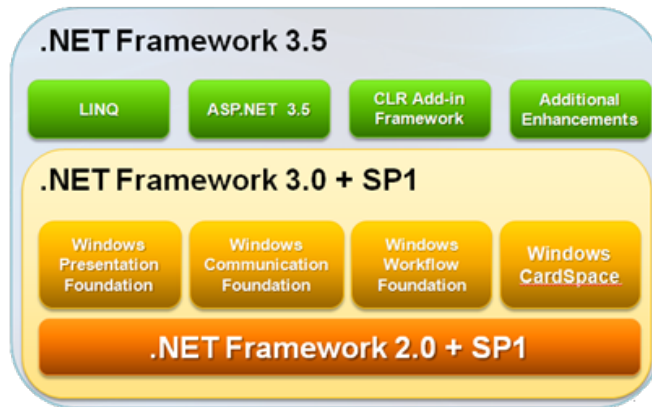 .NET Framework 3.5
LINQ
ASP.NET 3.5
CLR Add-in
Framework
Additional
Enhancements
.NET Framework 3.0 + SP1
Windows
Presentation
Foundation
Windows
Communication
Foundation
Windows
Workflow
Foundation
Windows
CardSpace
.NET Framework 2.0 + SP1